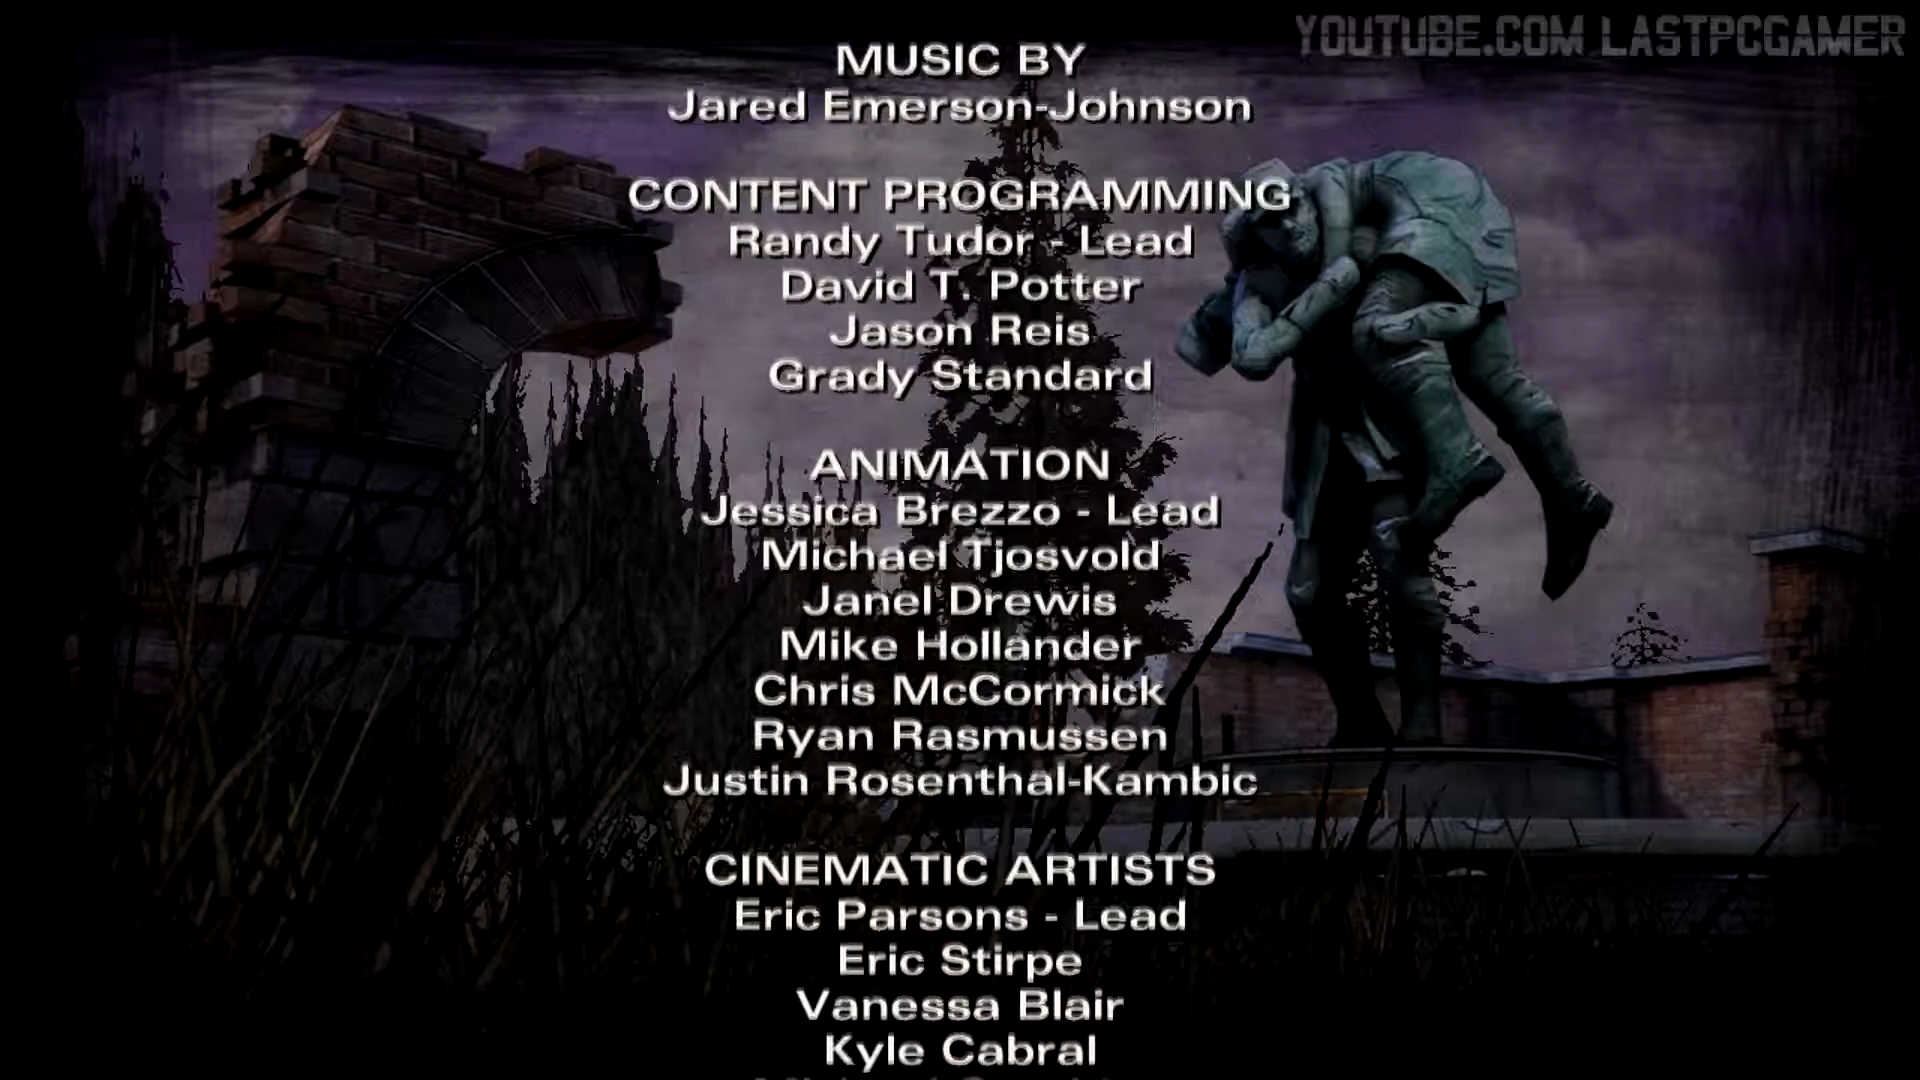 YOUTUBE.COM LASTPCGAMER
MUSIC BY
Jared Emerson-Johnson
CONTENT PROGRAMMING
Randy Tudor - Lead
David T. Potter
Jason Reis
Grady Standard
ANIMATION
Jessica Brezzo - Lead
Michael Tjosvold
Janel Drewis
Mike Hollander
Chris McCormick
Ryan Rasmussen
Justin Rosenthal-Kambic
CINEMATIC ARTISTS
Eric Parsons - Lead
Eric Stirpe
Vanessa Blair
Kyle Cabral